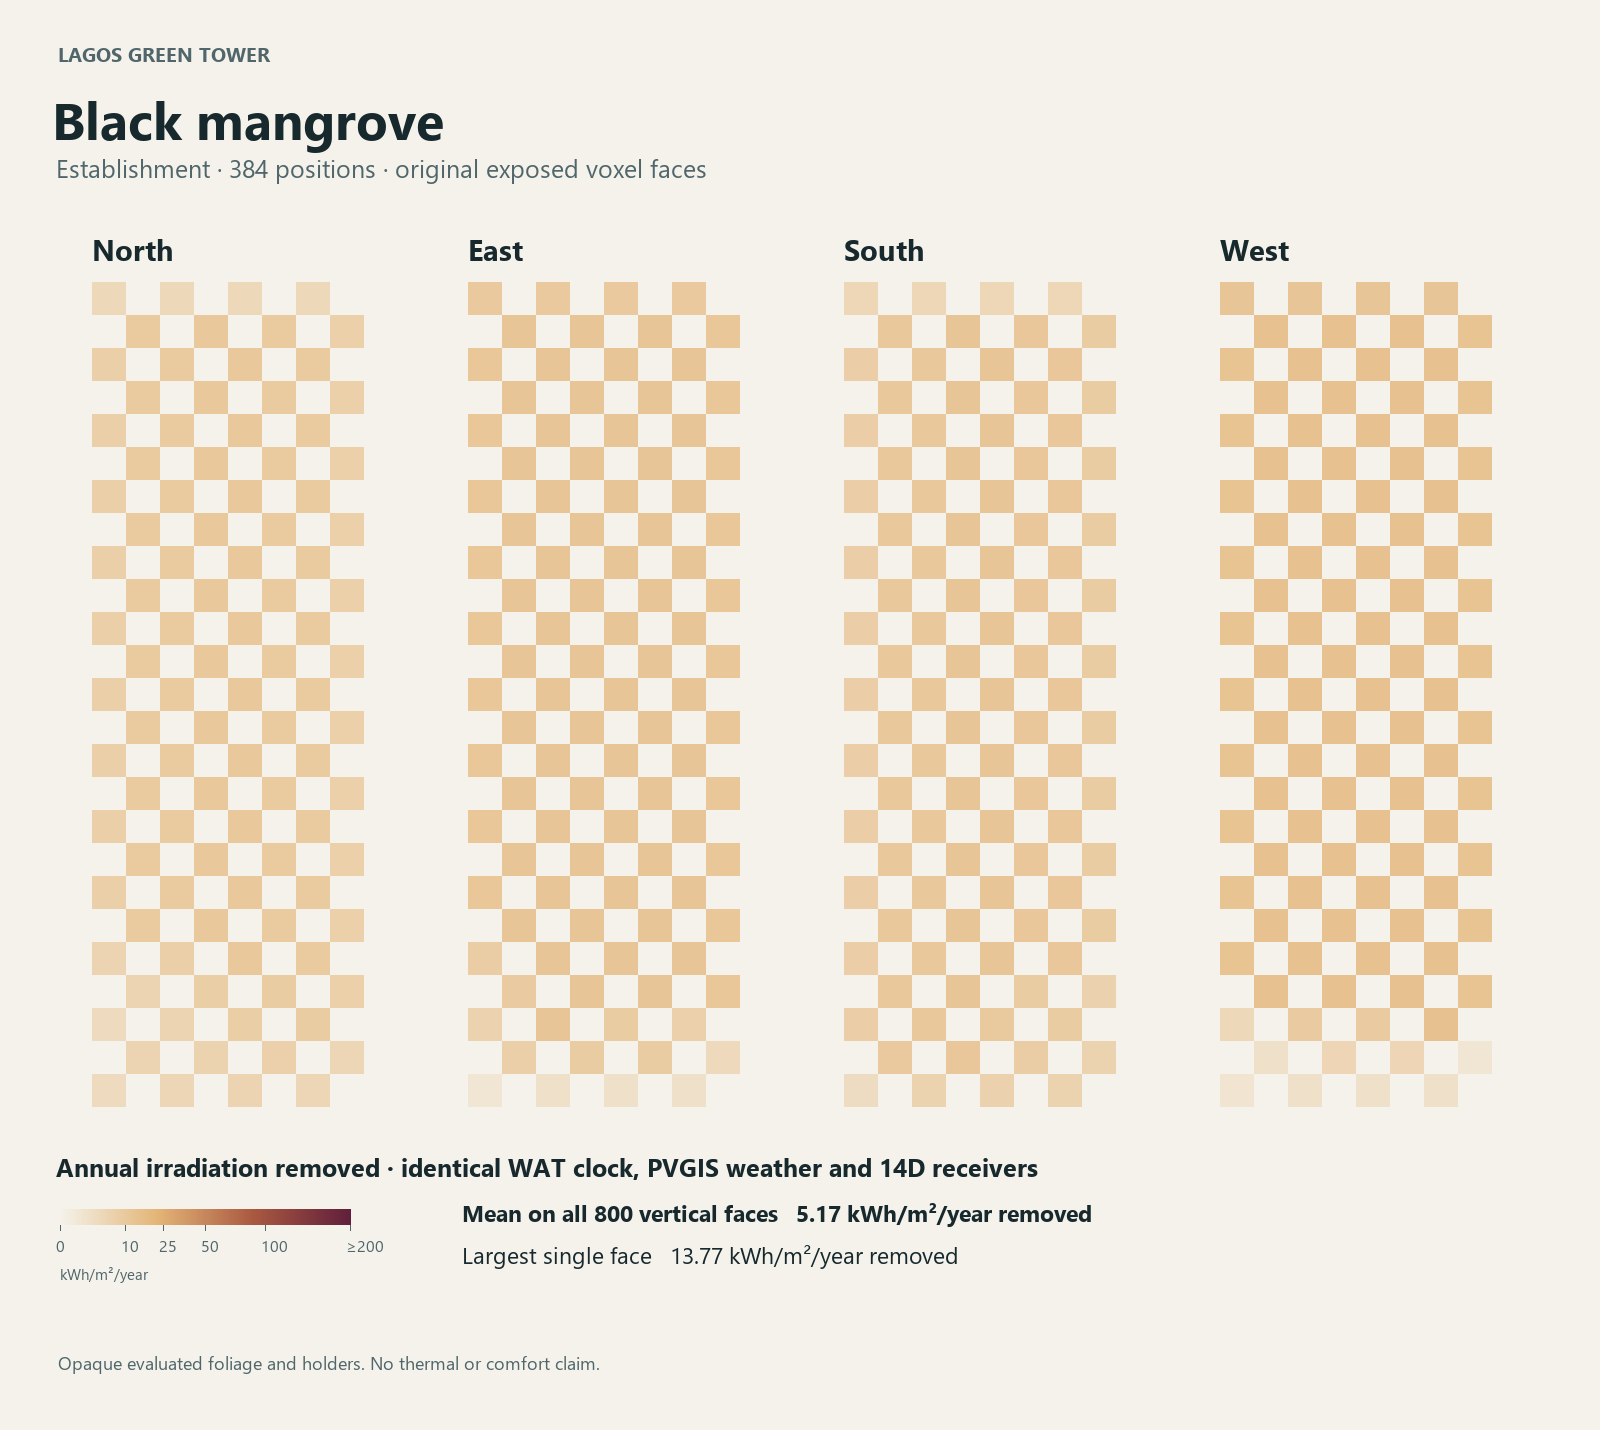 LAGOS GREEN TOWER
Black mangrove
Establishment · 384 positions · original exposed voxel faces
North East South West
Annual irradiation removed · identical WAT clock, PVGIS weather and 14D receivers
Mean on all 800 vertical faces 5.17 kWh/m²/year removed
0 10 25 50 100 ≥200
Largest single face 13.77 kWh/m²/year removed
kWh/m²/year
Opaque evaluated foliage and holders. No thermal or comfort claim.